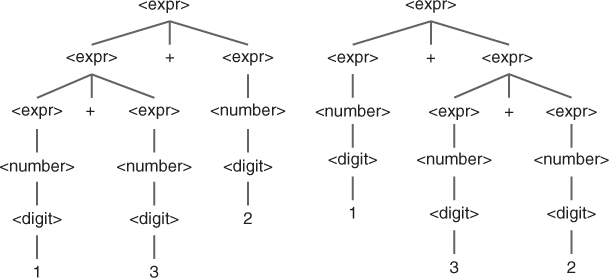 <expr> <expr>
<expr> + <expr> <expr> + <expr>
<expr> + <expr> <number> <number> <expr> + <expr>
<number> <number> <digit> <digit> <number> <number>
<digit> <digit> 2 1 <digit> <digit>
1 3 3 2